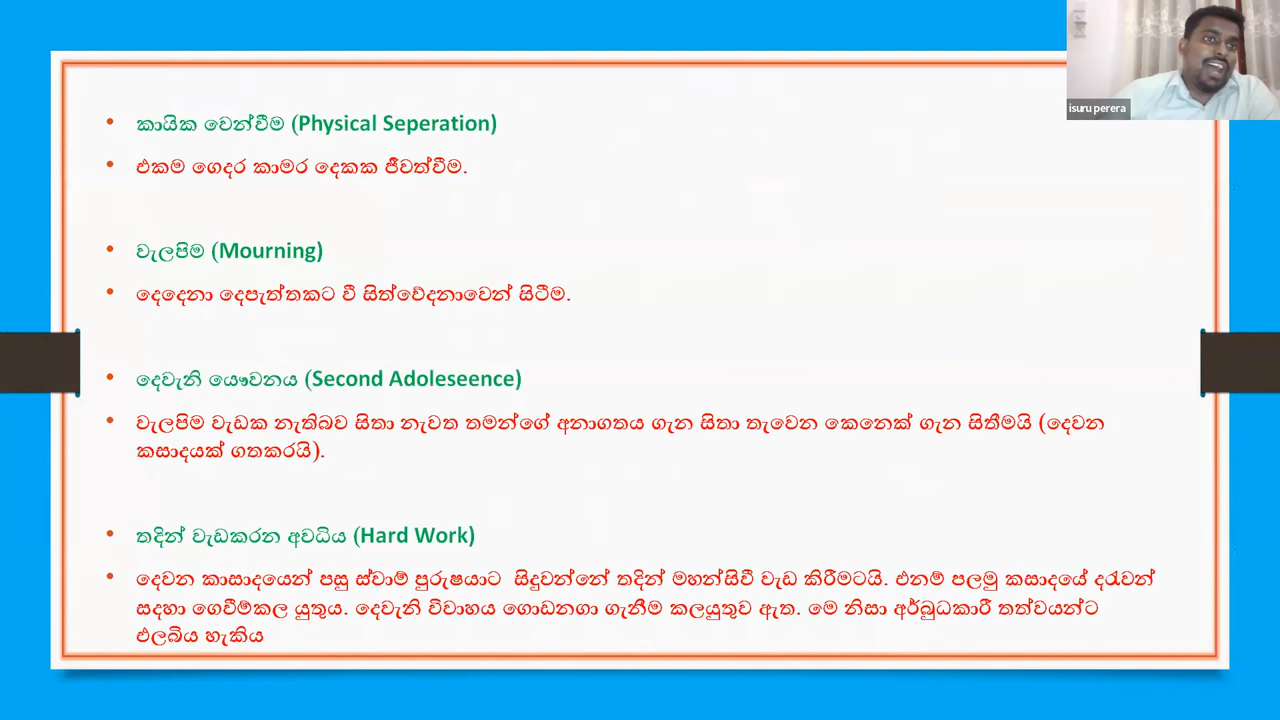 isuru perera
• කායික වෙන්වීම (Physical Seperation)
• එකම ගෙදර කාමර දෙකක ජීවත්වීම.
• වැලපිම (Mourning)
• දෙදෙනා දෙපැත්තකට වී සිත්වේදනාවෙන් සිටීම.
• දෙවැනි යෞවනය (Second Adoleseence)
• වැලපිම වැඩක නැතිබව සිතා නැවත තමන්ගේ අනාගතය ගැන සිතා තැවෙන කෙනෙක් ගැන සිතීමයි (දෙවන
කසාදයක් ගතකරයි).
• තදින් වැඩකරන අවධිය (Hard Work)
• දෙවන කාසාදයෙන් පසු ස්වාමි පුරුෂයාට සිදුවන්නේ තදින් මහන්සිවී වැඩ කිරීමටයි. එනම් පලමු කසාදයේ දරුවන්
සදහා ගෙවීම්කල යුතුය. දෙවැනි විවාහය ගොඩනගා ගැනීම කලයුතුව ඇත. මෙ නිසා අර්බුධකාරී තත්වයන්ට
ඵලබිය හැකිය